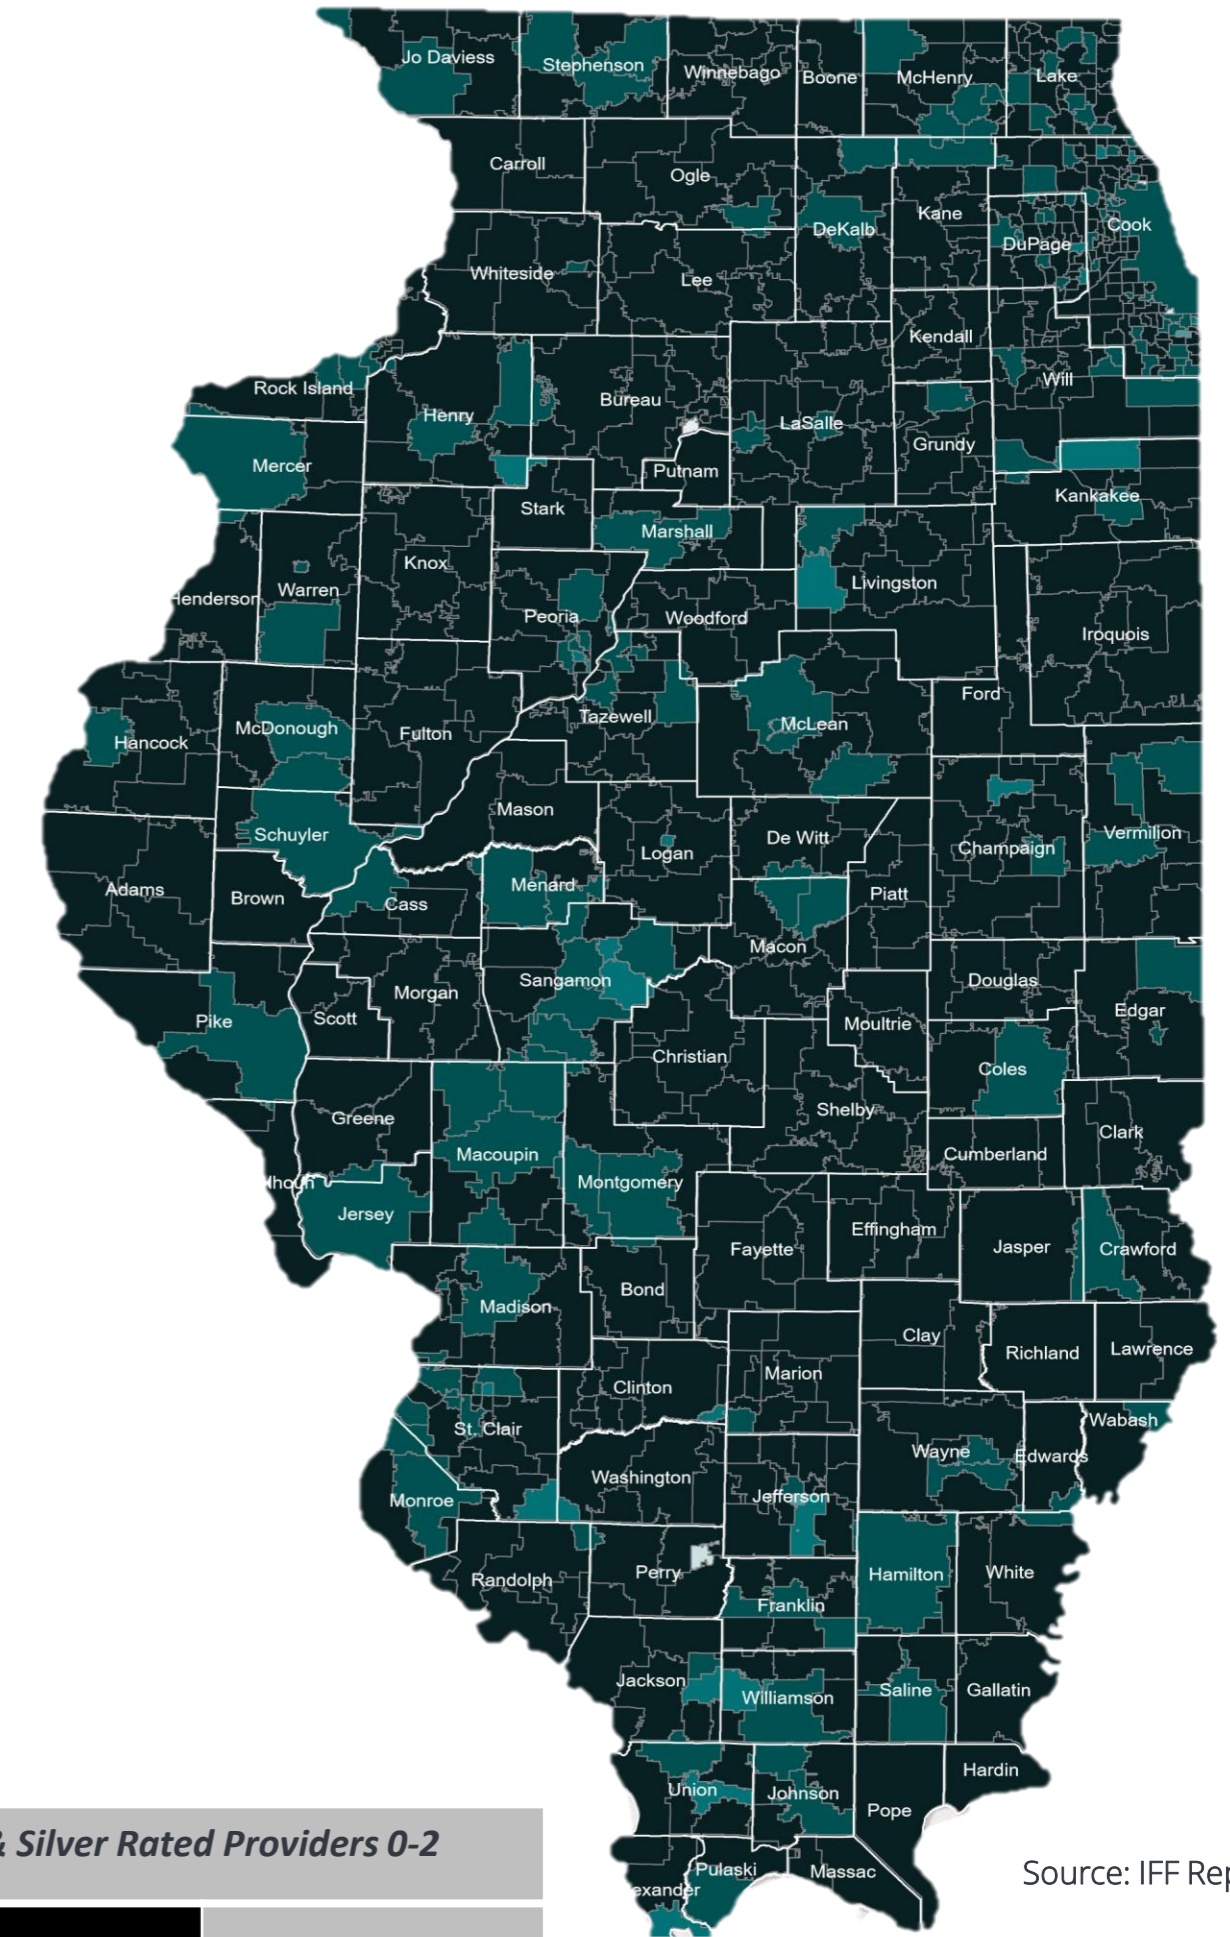 Jo Daviess
Stephenson
Winnebago
Boone
McHenry
Lake
Carroll
Ogle
Kane
DeKalb
DuPage
Cook
Whiteside
Lee
Kendall
Rock Island
Henry
Bureau
LaSalle
Will
Grundy
Mercer
Putnam
Kankakee
Stark
Marshall
Knox
Henderson
Warren
Peoria
Woodford
Livingston
Iroquois
Ford
Hancock
McDonough
Fulton
Tazewell
McLean
Mason
Schuyler
Logan
De Witt
Champaign
Vermilion
Adams
Brown
Cass
Menard
Piatt
Macon
Sangamon
Douglas
Edgar
Pike
Scott
Morgan
Moultrie
Christian
Coles
Greene
Shelby
Clark
Macoupin
Cumberland
lhoun
Montgomery
Jersey
Effingham
Fayette
Jasper
Crawford
Bond
Madison
Clay
Richland
Lawrence
Marion
Clinton
St. Clair
Wabash
Wayne
Edwards
Washington
Jefferson
Monroe
Randolph
Perry
Hamilton
White
Franklin
Jackson
Williamson
Saline
Gallatin
Union
Johnson
Pope
Hardin
Pulaski
Massac
exander
& Silver Rated Providers 0-2
Source: IFF Rep